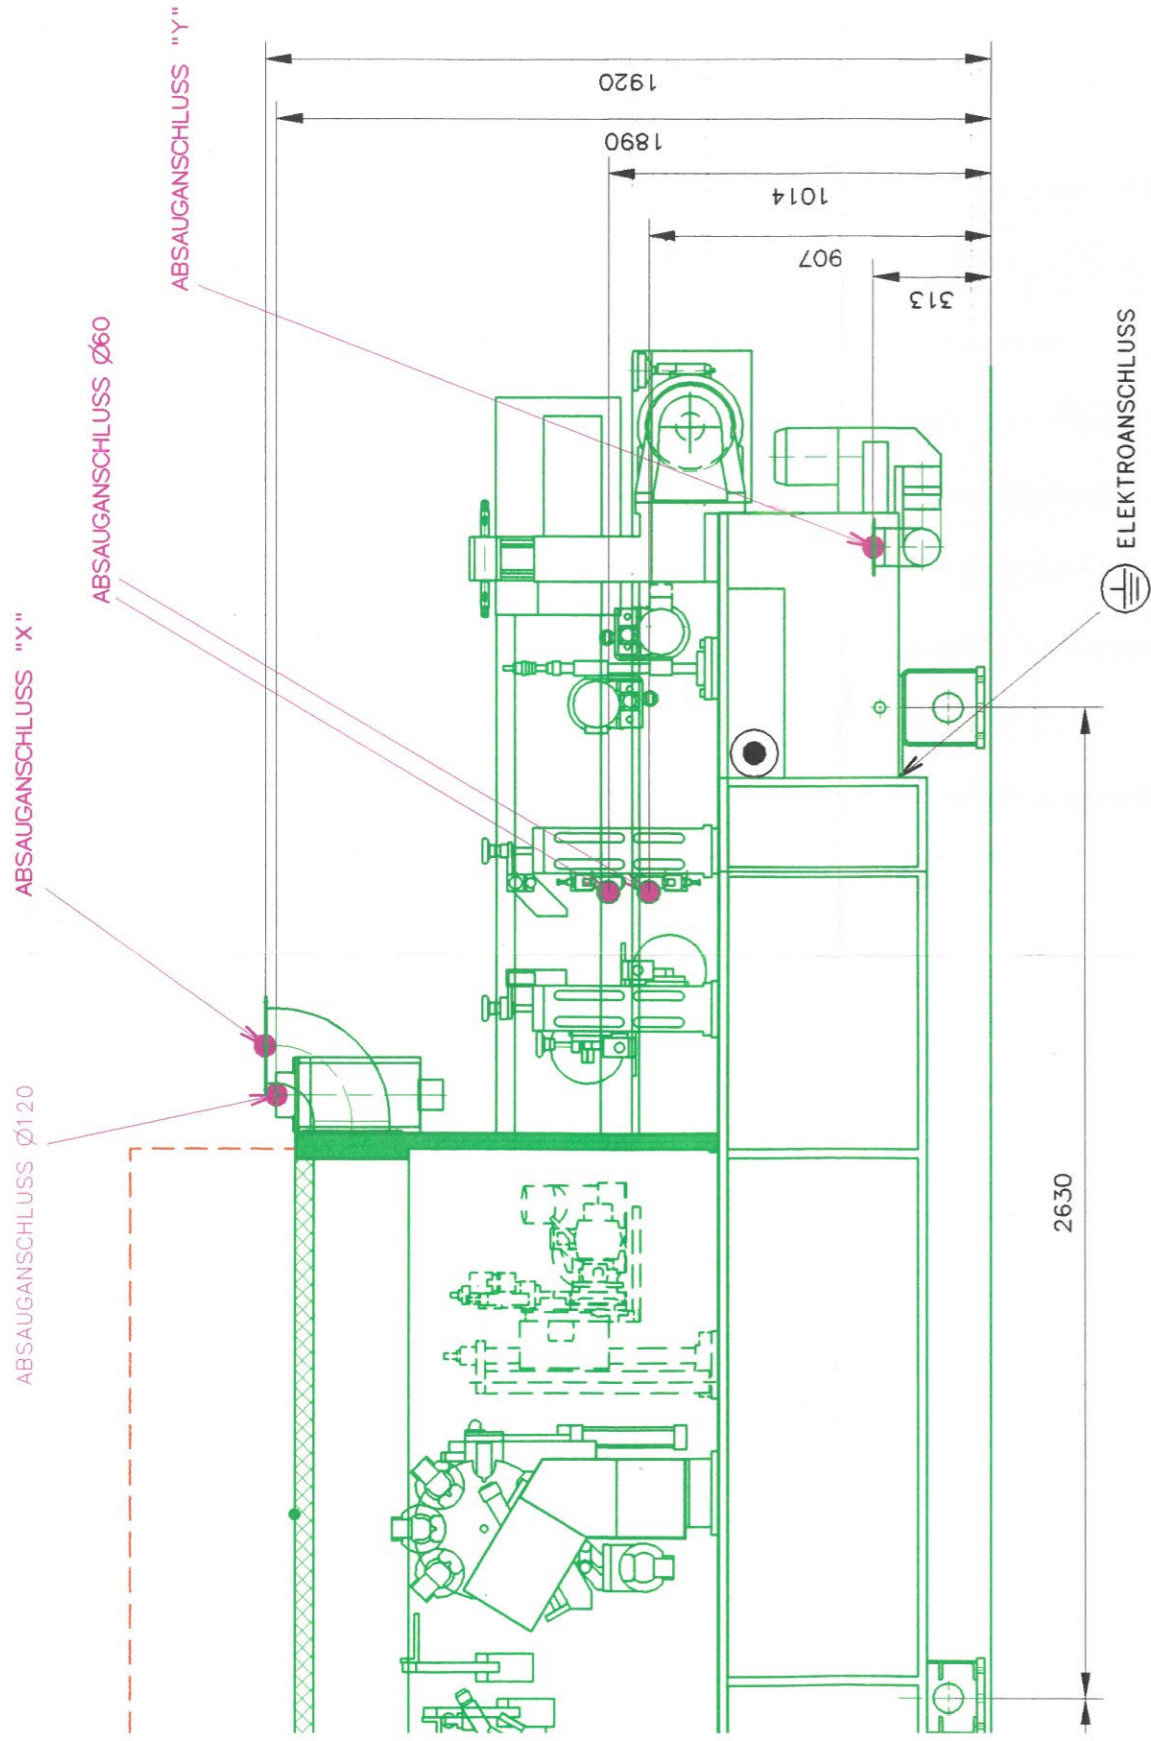 ABSAUGANSCHLUSS "Y"
ABSAUGANSCHLUSS Ø60
ABSAUGANSCHLUSS "X"
ABSAUGANSCHLUSS Ø120
1920
1890
1014
907
313
ELEKTROANSCHLUSS
2630